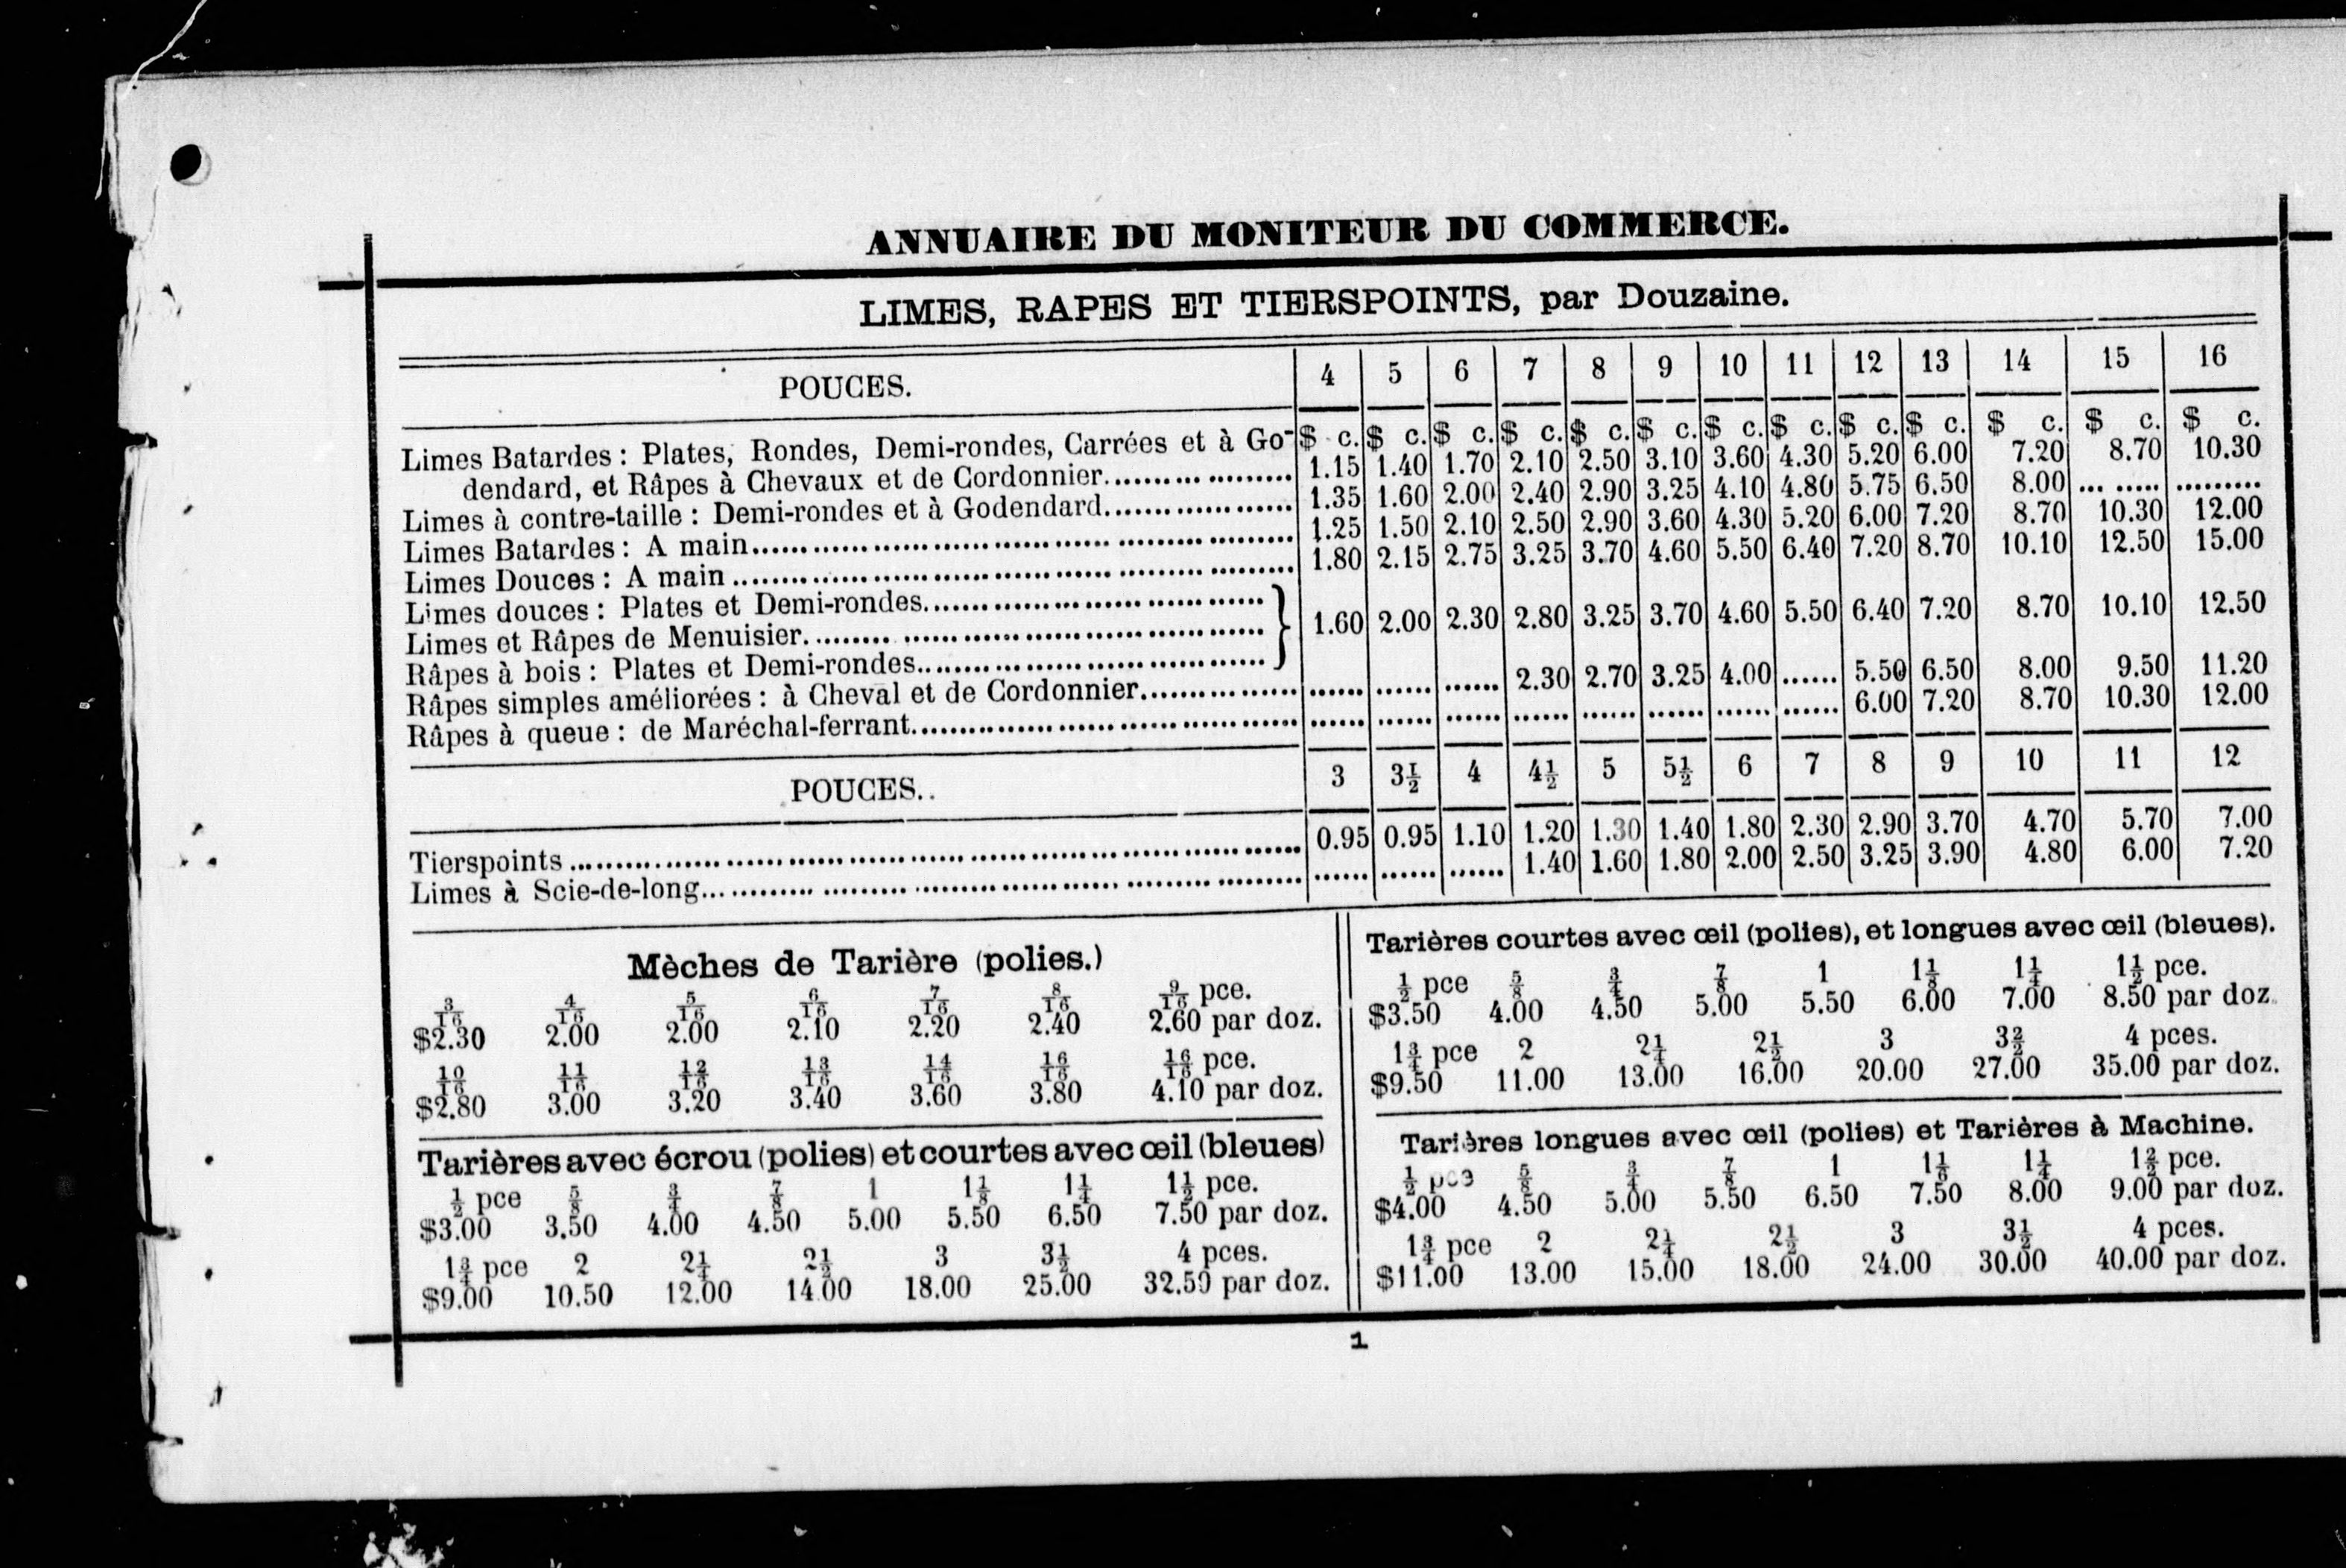 ANNUAIRE DU MONITEUR DU COMMERCE.
LIMES, RAPES ET TIERSPOINTS, par Douzaine.
POUCES. 4 5 6 7 8 9 10 11 12 13 14 15 16
Limes Batardes : Plates, Rondes, Demi-rondes, Carrées et à Go- $ c. $ c. $ c. $ c. $ c. $ c. $ c. $ c. $ c. $ c. $ c. $ c. $ c.
dendard, et Râpes à Chevaux et de Cordonnier................... 1.15 1.40 1.70 2.10 2.50 3.10 3.60 4.30 5.20 6.00 7.20 8.70 10.30
Limes à contre-taille : Demi-rondes et à Godendard................... 1.35 1.60 2.00 2.40 2.90 3.25 4.10 4.80 5.75 6.50 8.00 ... ..... .........
Limes Batardes : A main................... 1.25 1.50 2.10 2.50 2.90 3.60 4.30 5.20 6.00 7.20 8.70 10.30 12.00
Limes Douces : A main ................... 1.80 2.15 2.75 3.25 3.70 4.60 5.50 6.40 7.20 8.70 10.10 12.50 15.00
Limes douces : Plates et Demi-rondes...................
Limes et Râpes de Menuisier................... } 1.60 2.00 2.30 2.80 3.25 3.70 4.60 5.50 6.40 7.20 8.70 10.10 12.50
Râpes à bois : Plates et Demi-rondes...................
Râpes simples améliorées : à Cheval et de Cordonnier................... ...... ...... ...... 2.30 2.70 3.25 4.00 ...... 5.50 6.50 8.00 9.50 11.20
Râpes à queue : de Maréchal-ferrant................... ...... ...... ...... ...... ...... ...... ...... ...... 6.00 7.20 8.70 10.30 12.00
POUCES.. 3 3½ 4 4½ 5 5½ 6 7 8 9 10 11 12
Tierspoints ................... 0.95 0.95 1.10 1.20 1.30 1.40 1.80 2.30 2.90 3.70 4.70 5.70 7.00
Limes à Scie-de-long................... ...... ...... ...... 1.40 1.60 1.80 2.00 2.50 3.25 3.90 4.80 6.00 7.20
Mèches de Tarière (polies.)
3/16 4/16 5/16 6/16 7/16 8/16 9/16 pce.
$2.30 2.00 2.00 2.10 2.20 2.40 2.60 par doz.
10/16 11/16 12/16 13/16 14/16 16/16 16/16 pce.
$2.80 3.00 3.20 3.40 3.60 3.80 4.10 par doz.
Tarières avec écrou (polies) et courtes avec œil (bleues)
½ pce ⅝ ¾ ⅞ 1 1⅛ 1¼ 1½ pce.
$3.00 3.50 4.00 4.50 5.00 5.50 6.50 7.50 par doz.
1¾ pce 2 2¼ 2½ 3 3½ 4 pces.
$9.00 10.50 12.00 14.00 18.00 25.00 32.50 par doz.
Tarières courtes avec œil (polies), et longues avec œil (bleues).
½ pce ⅝ ¾ ⅞ 1 1⅛ 1¼ 1½ pce.
$3.50 4.00 4.50 5.00 5.50 6.00 7.00 8.50 par doz.
1¾ pce 2 2¼ 2½ 3 32/2 4 pces.
$9.50 11.00 13.00 16.00 20.00 27.00 35.00 par doz.
Tarières longues avec œil (polies) et Tarières à Machine.
½ pce ⅝ ¾ ⅞ 1 1⅙ 1¼ 12/2 pce.
$4.00 4.50 5.00 5.50 6.50 7.50 8.00 9.00 par doz.
1¾ pce 2 2¼ 2½ 3 3½ 4 pces.
$11.00 13.00 15.00 18.00 24.00 30.00 40.00 par doz.
1